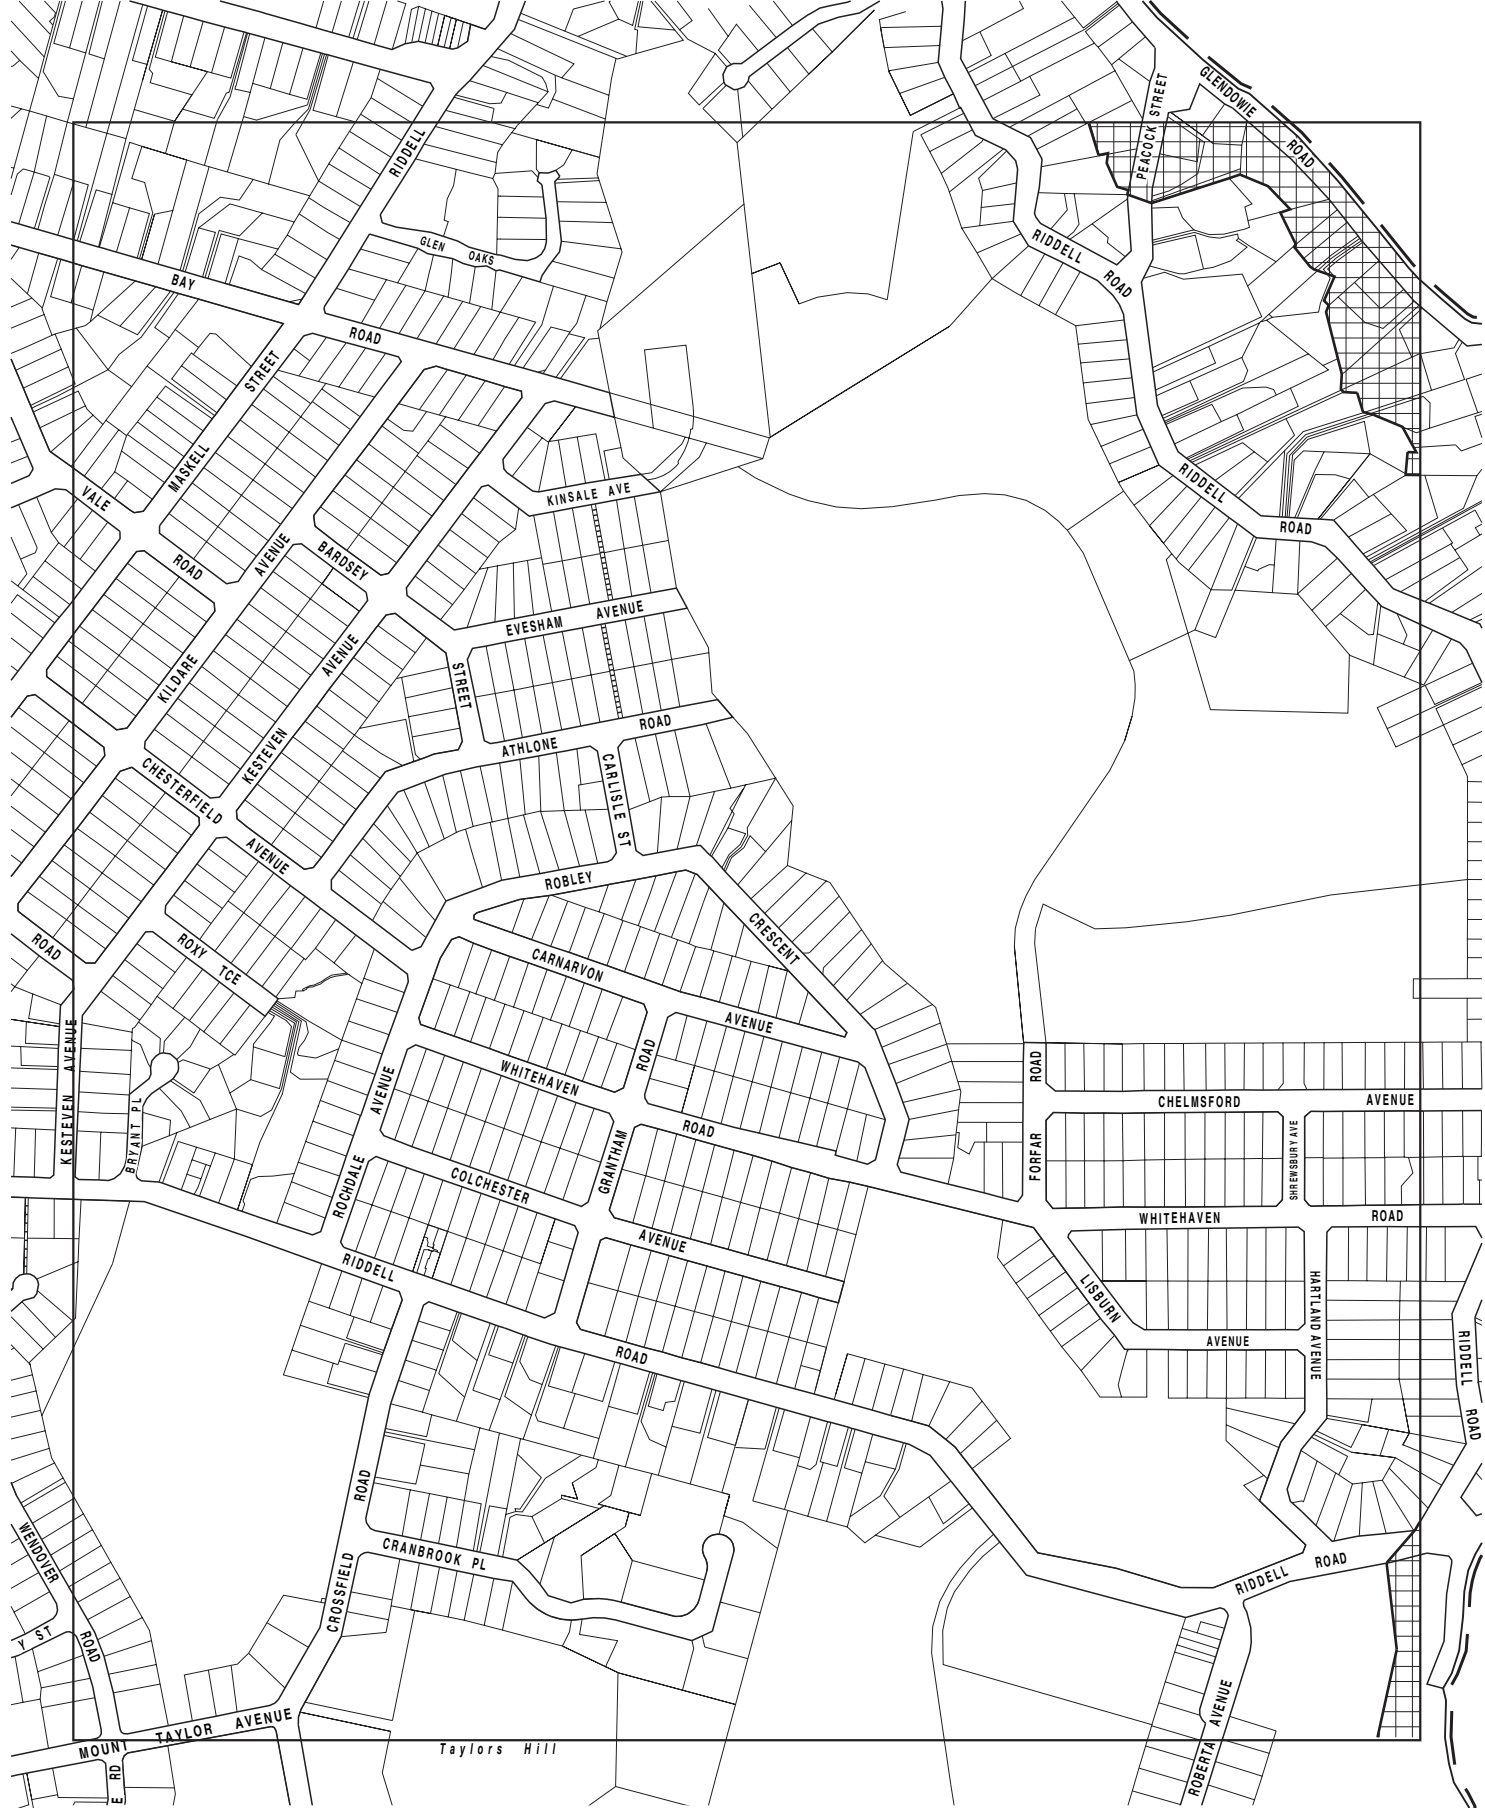 GLENDOWIE
ROAD
PEACOCK STREET
RIDDELL
GLEN
OAKS
RIDDELL
ROAD
BAY
ROAD
STREET
MASKELL
VALE
ROAD
KINSALE AVE
RIDDELL
ROAD
AVENUE
BARDSEY
EVESHAM AVENUE
STREET
KILDARE
AVENUE
KESTEVEN
ATHLONE ROAD
CARLISLE ST
CHESTERFIELD
AVENUE
ROBLEY
CRESCENT
ROAD
ROXY TCE
CARNARVON
AVENUE
KESTEVEN AVENUE
BRYANT PL
AVENUE
ROCHDALE
WHITEHAVEN
ROAD
ROAD
GRANTHAM
ROAD
FORFAR
CHELMSFORD AVENUE
SHREWSBURY AVE
COLCHESTER
AVENUE
WHITEHAVEN ROAD
RIDDELL
ROAD
LISBURN
AVENUE
HARTLAND AVENUE
RIDDELL
ROAD
ROAD
CROSSFIELD
CRANBROOK PL
RIDDELL ROAD
WENDOVER
ROAD
Y ST
MOUNT TAYLOR AVENUE
E RD
Taylors Hill
ROBERTA AVENUE